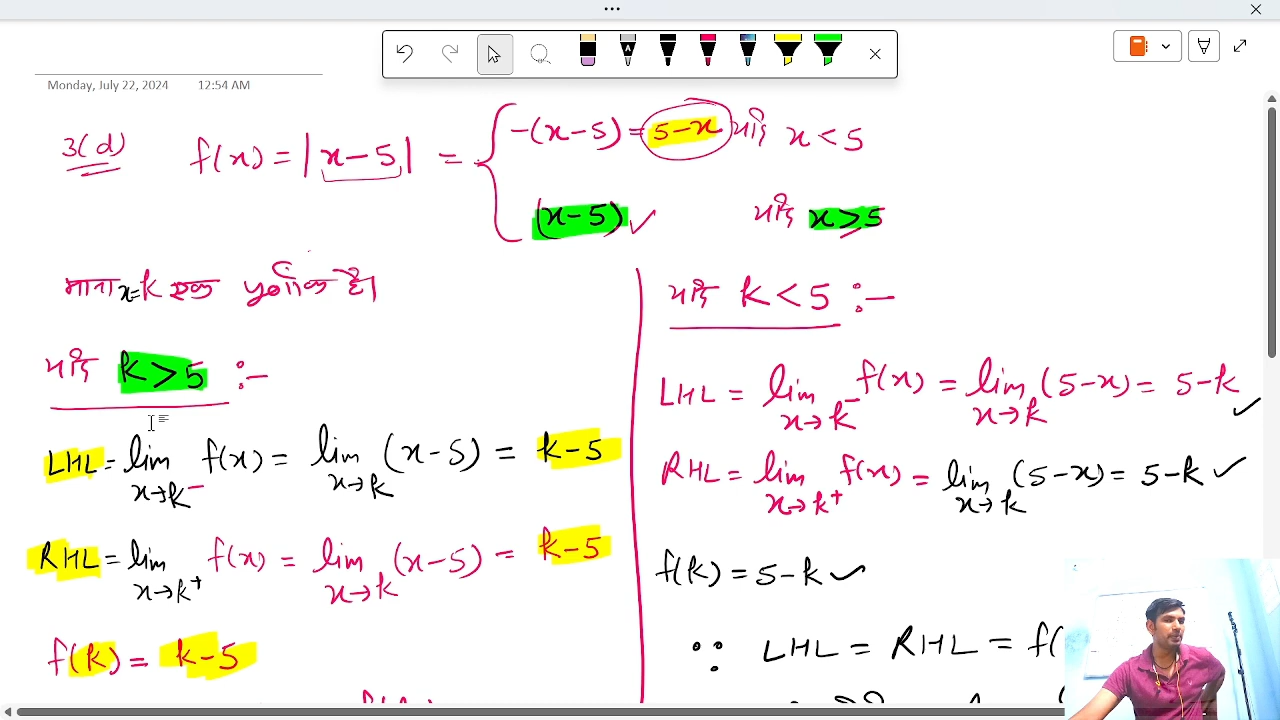 Monday, July 22, 2024 12:54 AM
3(d) f(x) = |x-5| = { -(x-5) = 5-x यदि x < 5
(x-5) ✓ यदि x ≥ 5
माना x=k एक पूर्णांक है।
यदि k > 5 :-
LHL = lim x→k⁻ f(x) = lim x→k (x-5) = k-5
RHL = lim x→k⁺ f(x) = lim x→k (x-5) = k-5
f(k) = k-5
यदि k < 5 :-
LHL = lim x→k⁻ f(x) = lim x→k (5-x) = 5-k ✓
RHL = lim x→k⁺ f(x) = lim x→k (5-x) = 5-k ✓
f(k) = 5-k ✓
∵ LHL = RHL = f(